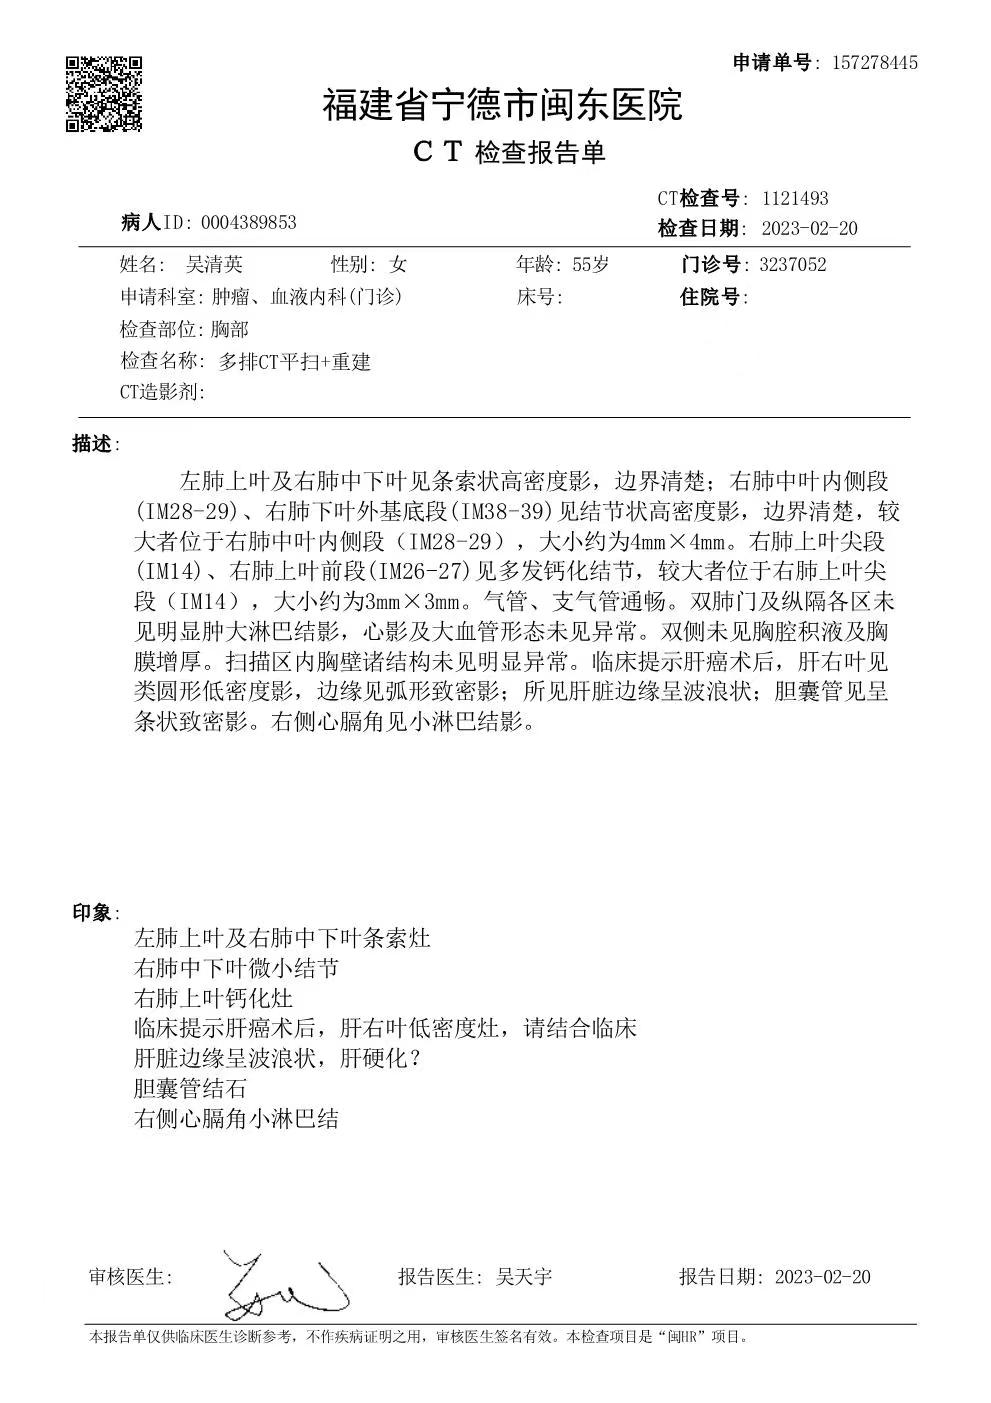 申请单号: 157278445
福建省宁德市闽东医院
CT 检查报告单
CT检查号: 1121493
病人ID: 0004389853
检查日期: 2023-02-20
姓名: 吴清英 性别: 女 年龄: 55岁 门诊号: 3237052
申请科室: 肿瘤、血液内科(门诊) 床号: 住院号:
检查部位: 胸部
检查名称: 多排CT平扫+重建
CT造影剂:
描述:
左肺上叶及右肺中下叶见条索状高密度影，边界清楚；右肺中叶内侧段
(IM28-29)、右肺下叶外基底段(IM38-39)见结节状高密度影，边界清楚，较
大者位于右肺中叶内侧段（IM28-29），大小约为4mm×4mm。右肺上叶尖段
(IM14)、右肺上叶前段(IM26-27)见多发钙化结节，较大者位于右肺上叶尖
段（IM14），大小约为3mm×3mm。气管、支气管通畅。双肺门及纵隔各区未
见明显肿大淋巴结影，心影及大血管形态未见异常。双侧未见胸腔积液及胸
膜增厚。扫描区内胸壁诸结构未见明显异常。临床提示肝癌术后，肝右叶见
类圆形低密度影，边缘见弧形致密影；所见肝脏边缘呈波浪状；胆囊管见呈
条状致密影。右侧心膈角见小淋巴结影。
印象:
左肺上叶及右肺中下叶条索灶
右肺中下叶微小结节
右肺上叶钙化灶
临床提示肝癌术后，肝右叶低密度灶，请结合临床
肝脏边缘呈波浪状，肝硬化？
胆囊管结石
右侧心膈角小淋巴结
审核医生: 报告医生: 吴天宇 报告日期: 2023-02-20
本报告单仅供临床医生诊断参考，不作疾病证明之用，审核医生签名有效。本检查项目是“闽HR”项目。